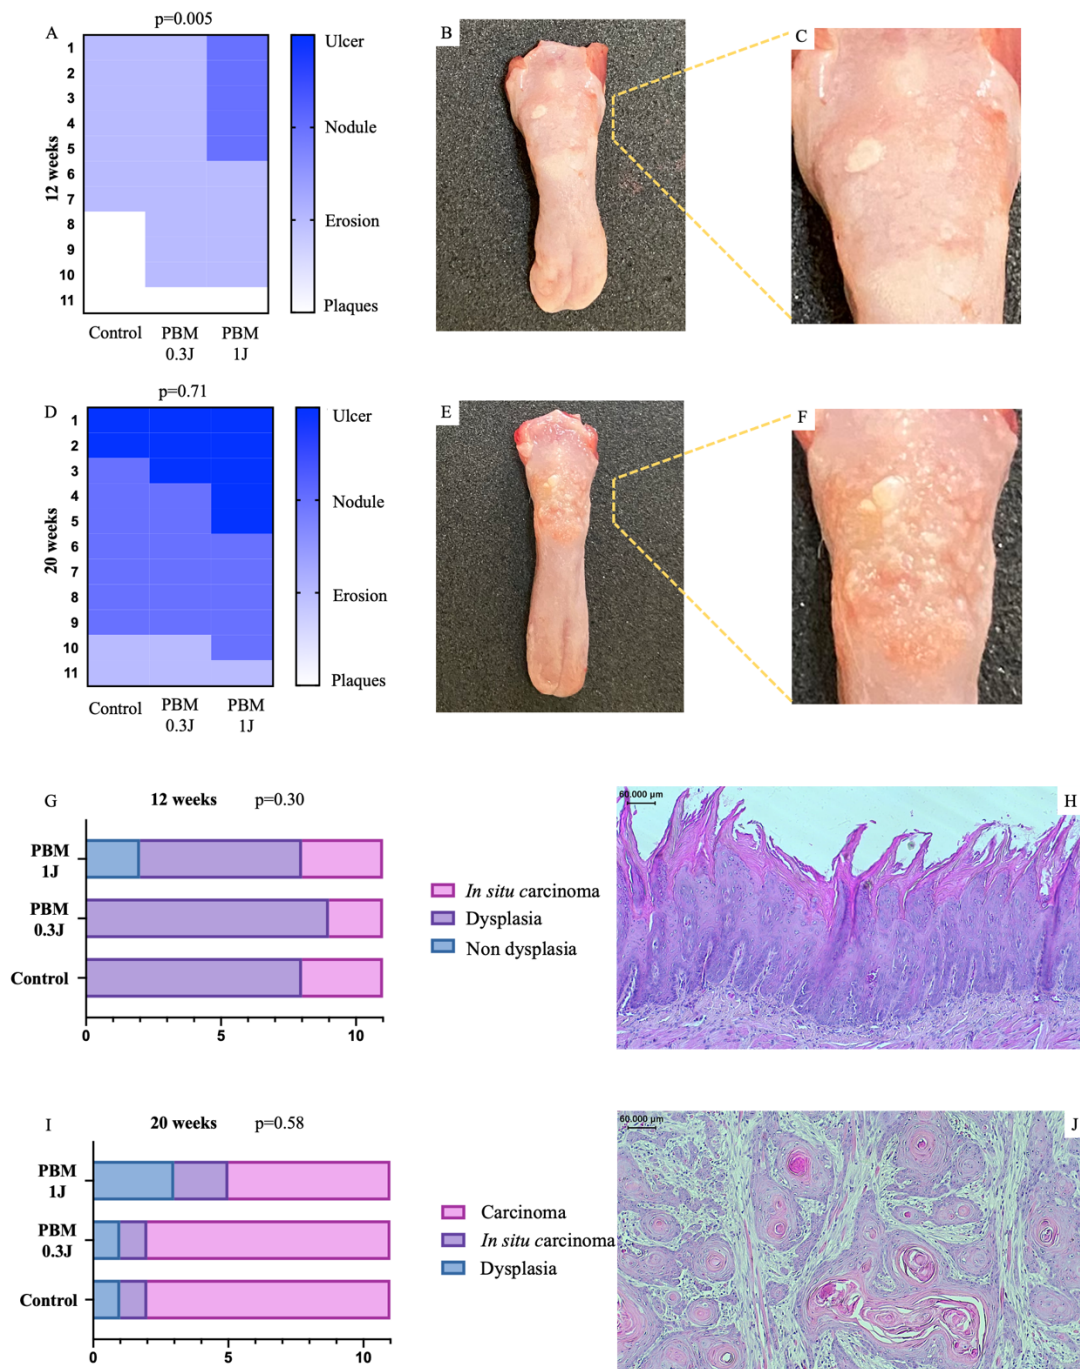 p=0.005
A
1
2
3
4
5
6
7
8
9
10
11
12 weeks
Control
PBM
0.3J
PBM
1J
Ulcer
Nodule
Erosion
Plaques
B
C
p=0.71
D
1
2
3
4
5
6
7
8
9
10
11
20 weeks
Control
PBM
0.3J
PBM
1J
Ulcer
Nodule
Erosion
Plaques
E
F
G
12 weeks p=0.30
PBM
1J
PBM
0.3J
Control
0 5 10
In situ carcinoma
Dysplasia
Non dysplasia
60.000 µm
H
I
20 weeks p=0.58
PBM
1J
PBM
0.3J
Control
0 5 10
Carcinoma
In situ carcinoma
Dysplasia
60.000 µm
J